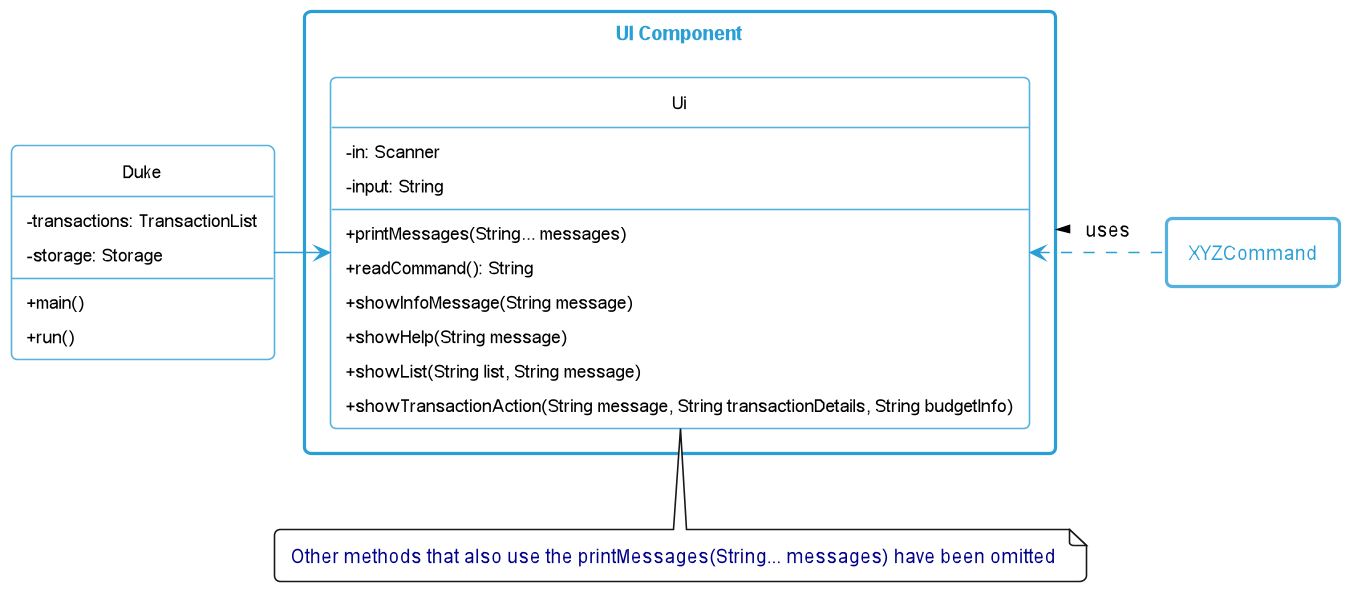 UI Component
Ui
-in: Scanner
-input: String
+printMessages(String... messages)
+readCommand(): String
+showInfoMessage(String message)
+showHelp(String message)
+showList(String list, String message)
+showTransactionAction(String message, String transactionDetails, String budgetInfo)
Duke
-transactions: TransactionList
-storage: Storage
+main()
+run()
uses
XYZCommand
Other methods that also use the printMessages(String... messages) have been omitted